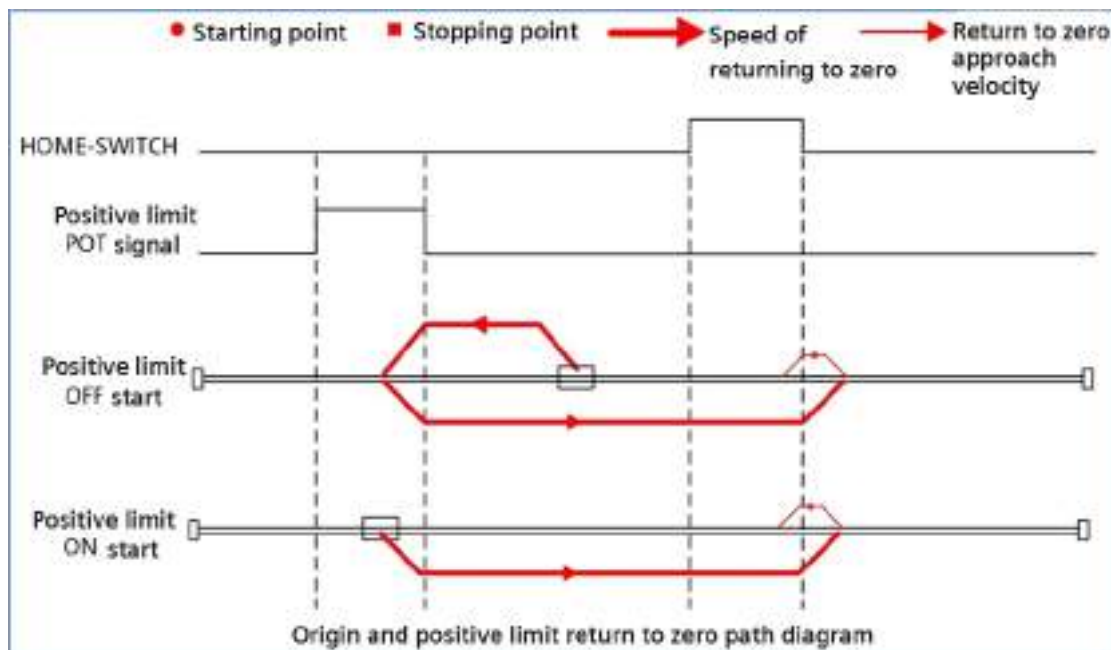 Starting point
Stopping point
Speed of
returning to zero
Return to zero
approach
velocity
HOME-SWITCH
Positive limit
POT signal
Positive limit
OFF start
Positive limit
ON start
Origin and positive limit return to zero path diagram